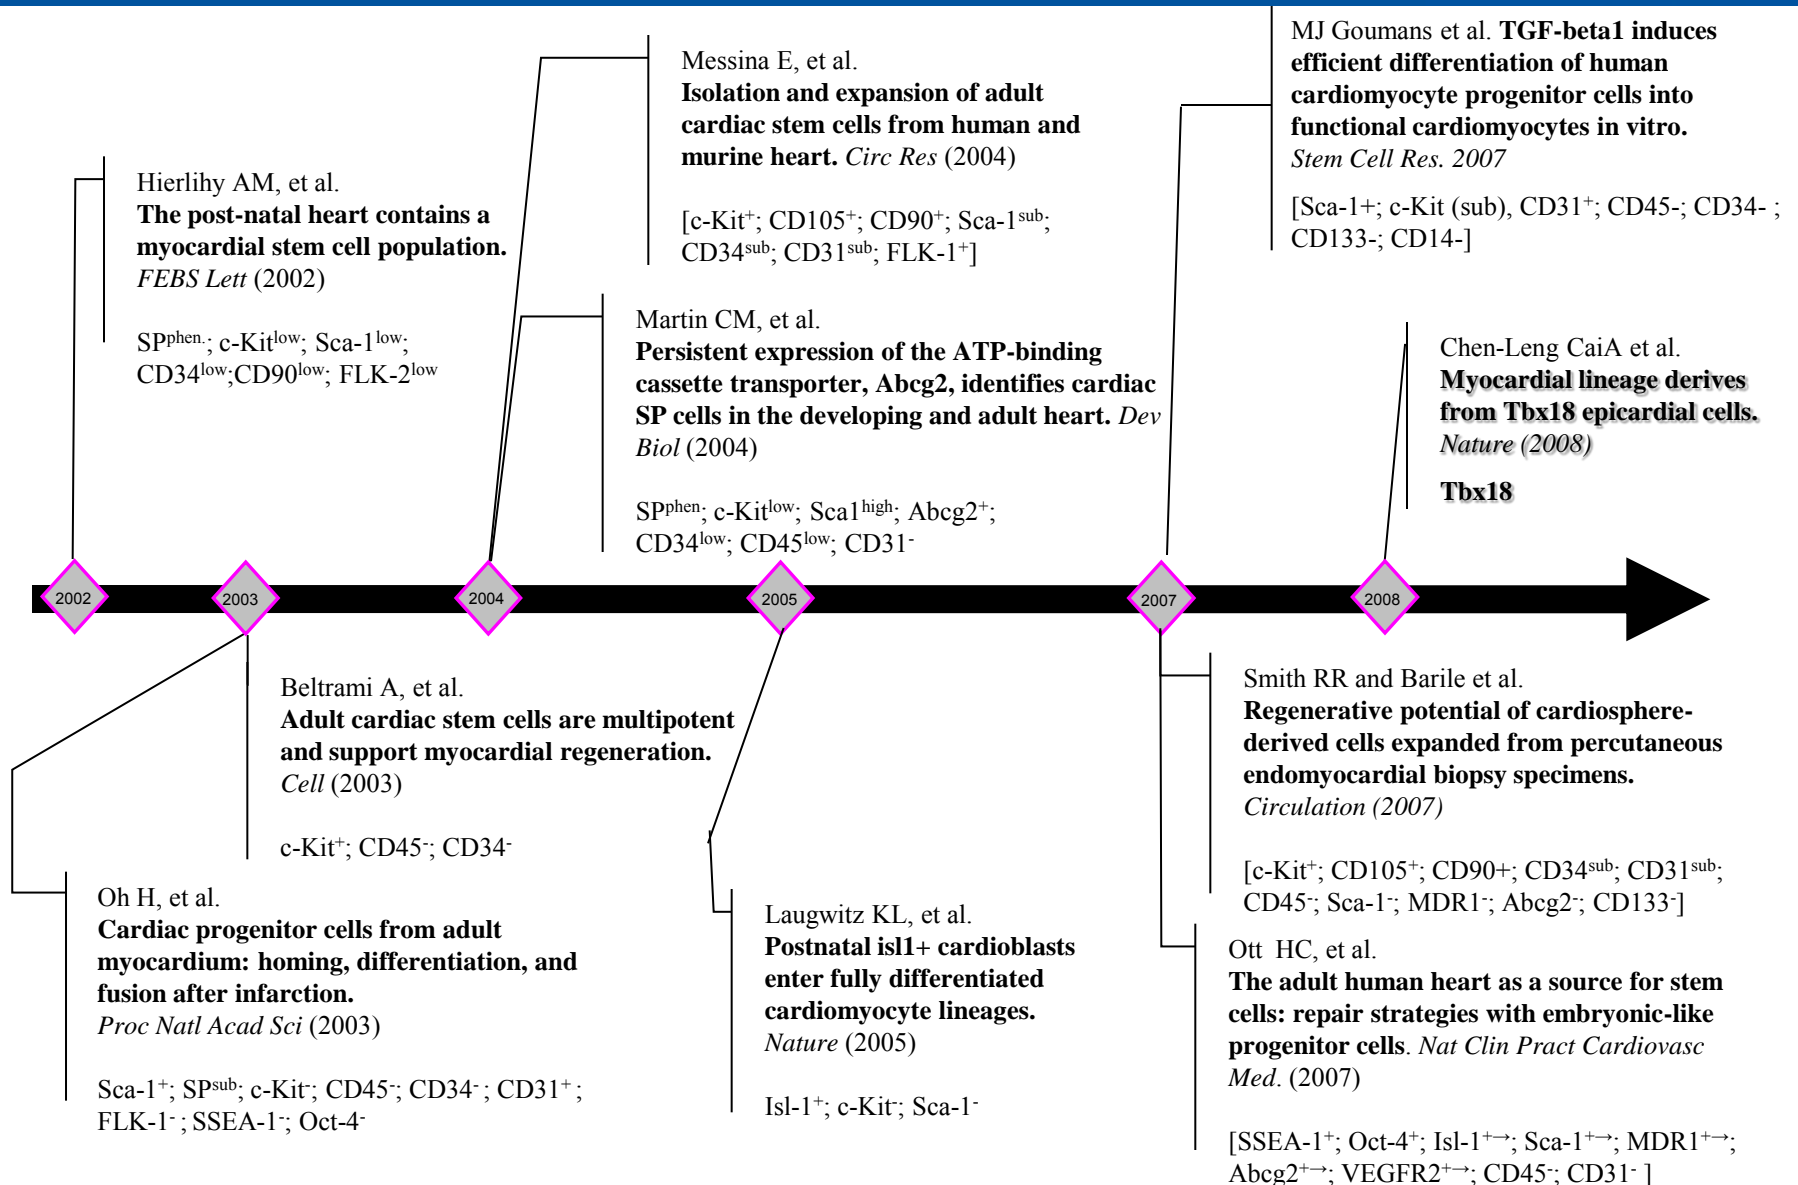 Hierlihy AM, et al.
The post-natal heart contains a
myocardial stem cell population.
FEBS Lett (2002)
SPphen.; c-Kitlow; Sca-1low;
CD34low;CD90low; FLK-2low
Messina E, et al.
Isolation and expansion of adult
cardiac stem cells from human and
murine heart. Circ Res (2004)
[c-Kit+; CD105+; CD90+; Sca-1sub;
CD34sub; CD31sub; FLK-1+]
Martin CM, et al.
Persistent expression of the ATP-binding
cassette transporter, Abcg2, identifies cardiac
SP cells in the developing and adult heart. Dev
Biol (2004)
SPphen; c-Kitlow; Sca1high; Abcg2+;
CD34low; CD45low; CD31-
MJ Goumans et al. TGF-beta1 induces
efficient differentiation of human
cardiomyocyte progenitor cells into
functional cardiomyocytes in vitro.
Stem Cell Res. 2007
[Sca-1+; c-Kit (sub), CD31+; CD45-; CD34- ;
CD133-; CD14-]
Chen-Leng CaiA et al.
Myocardial lineage derives
from Tbx18 epicardial cells.
Nature (2008)
Tbx18
2002
2003
2004
2005
2007
2008
Beltrami A, et al.
Adult cardiac stem cells are multipotent
and support myocardial regeneration.
Cell (2003)
c-Kit+; CD45-; CD34-
Oh H, et al.
Cardiac progenitor cells from adult
myocardium: homing, differentiation, and
fusion after infarction.
Proc Natl Acad Sci (2003)
Sca-1+; SPsub; c-Kit-; CD45-; CD34- ; CD31+ ;
FLK-1- ; SSEA-1-; Oct-4-
Laugwitz KL, et al.
Postnatal isl1+ cardioblasts
enter fully differentiated
cardiomyocyte lineages.
Nature (2005)
Isl-1+; c-Kit-; Sca-1-
Smith RR and Barile et al.
Regenerative potential of cardiosphere-
derived cells expanded from percutaneous
endomyocardial biopsy specimens.
Circulation (2007)
[c-Kit+; CD105+; CD90+; CD34sub; CD31sub;
CD45-; Sca-1-; MDR1-; Abcg2-; CD133-]
Ott HC, et al.
The adult human heart as a source for stem
cells: repair strategies with embryonic-like
progenitor cells. Nat Clin Pract Cardiovasc
Med. (2007)
[SSEA-1+; Oct-4+; Isl-1+→; Sca-1+→; MDR1+→;
Abcg2+→; VEGFR2+→; CD45-; CD31- ]